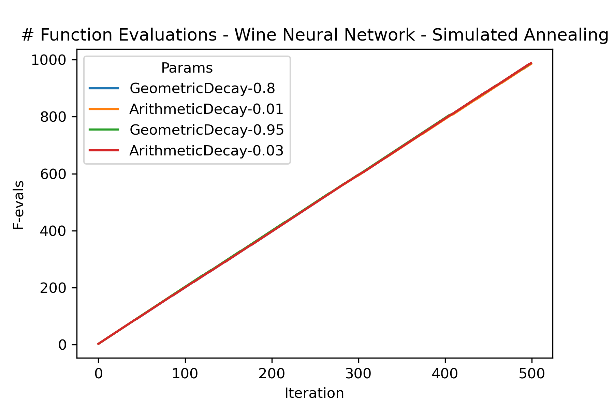 # Function Evaluations - Wine Neural Network - Simulated Annealing
Params
GeometricDecay-0.8
ArithmeticDecay-0.01
GeometricDecay-0.95
ArithmeticDecay-0.03
1000
800
600
400
200
0
F-evals
0 100 200 300 400 500
Iteration